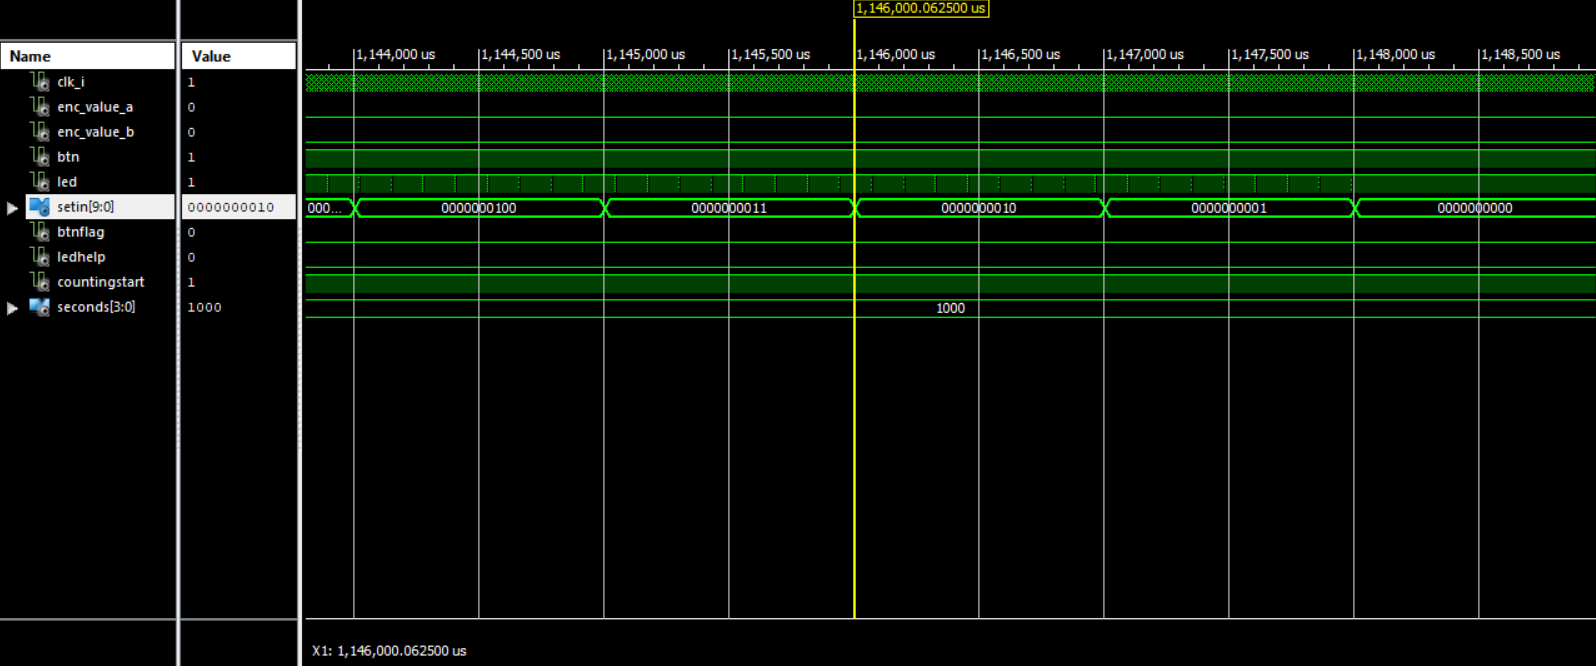 1,146,000.062500 us
Name Value
1,144,000 us 1,144,500 us 1,145,000 us 1,145,500 us 1,146,000 us 1,146,500 us 1,147,000 us 1,147,500 us 1,148,000 us 1,148,500 us
clk_i 1
enc_value_a 0
enc_value_b 0
btn 1
led 1
setin[9:0] 0000000010 000... 0000000100 0000000011 0000000010 0000000001 0000000000
btnflag 0
ledhelp 0
countingstart 1
seconds[3:0] 1000 1000
X1: 1,146,000.062500 us